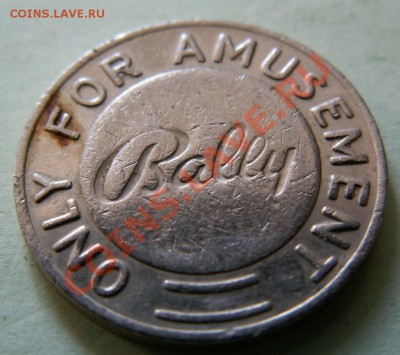 COINS.LAVE.RU
ONLY FOR AMUSEMENT
Bally
COINS.LAVE.RU